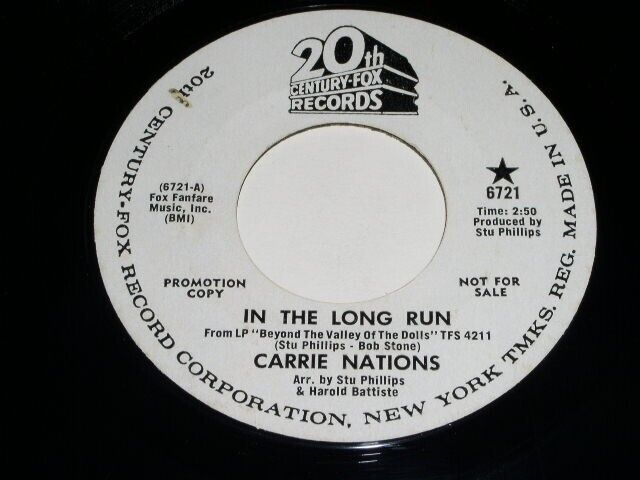 20th
CENTURY-FOX
RECORDS
20th CENTURY-FOX RECORD CORPORATION, NEW YORK TMKS. REG. MADE IN U.S.A.
(6721-A)
Fox Fanfare
Music, Inc.
(BMI)
6721
Time: 2:50
Produced by
Stu Phillips
PROMOTION
COPY
NOT FOR
SALE
IN THE LONG RUN
From LP "Beyond The Valley Of The Dolls" TFS 4211
(Stu Phillips - Bob Stone)
CARRIE NATIONS
Arr. by Stu Phillips
& Harold Battiste